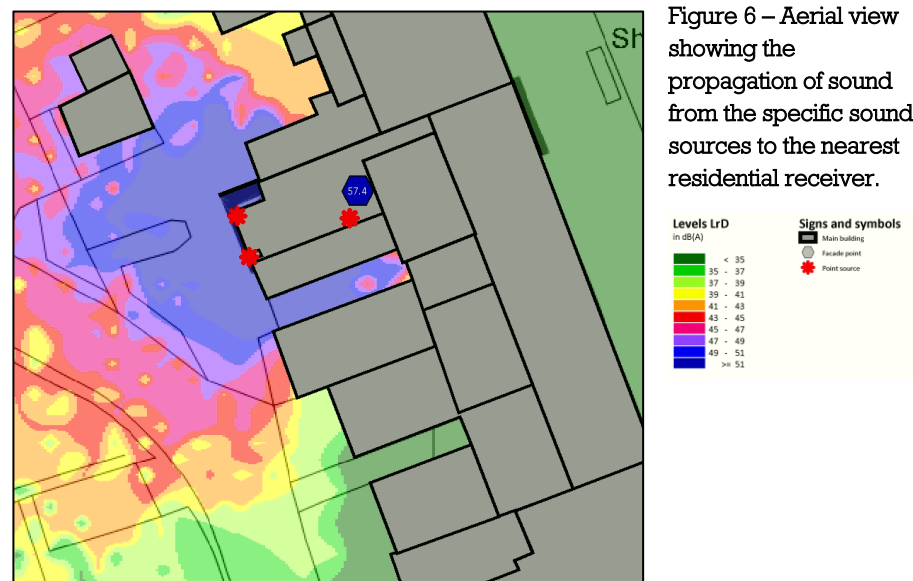 Figure 6 – Aerial view
showing the
propagation of sound
from the specific sound
sources to the nearest
residential receiver.
Sh
57.4
Levels LrD
in dB(A)
< 35
35 - 37
37 - 39
39 - 41
41 - 43
43 - 45
45 - 47
47 - 49
49 - 51
>= 51
Signs and symbols
Main building
Facade point
Point source